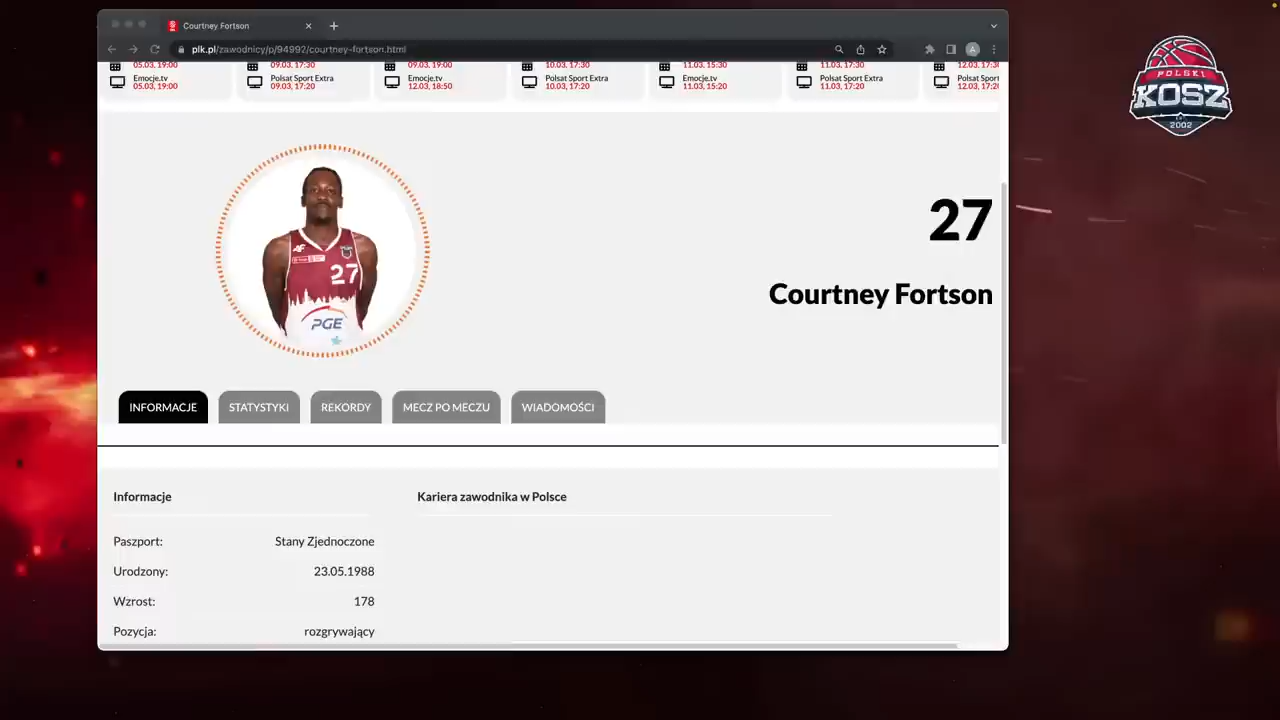 Courtney Fortson
plk.pl/zawodnicy/p/94992/courtney-fortson.html
A
05.03, 19:00
09.03, 17:30
09.03, 19:00
10.03, 17:30
11.03, 15:30
11.03, 17:30
12.03, 17:3
Emocje.tv
05.03, 19:00
Polsat Sport Extra
09.03, 17:20
Emocje.tv
12.03, 18:50
Polsat Sport Extra
10.03, 17:20
Emocje.tv
11.03, 15:20
Polsat Sport Extra
11.03, 17:20
Polsat Sport
12.03, 17:20
POLSKI
KOSZ
2002
27
Courtney Fortson
27
PGE
INFORMACJE
STATYSTYKI
REKORDY
MECZ PO MECZU
WIADOMOŚCI
Informacje
Kariera zawodnika w Polsce
Paszport: Stany Zjednoczone
Urodzony: 23.05.1988
Wzrost: 178
Pozycja: rozgrywający